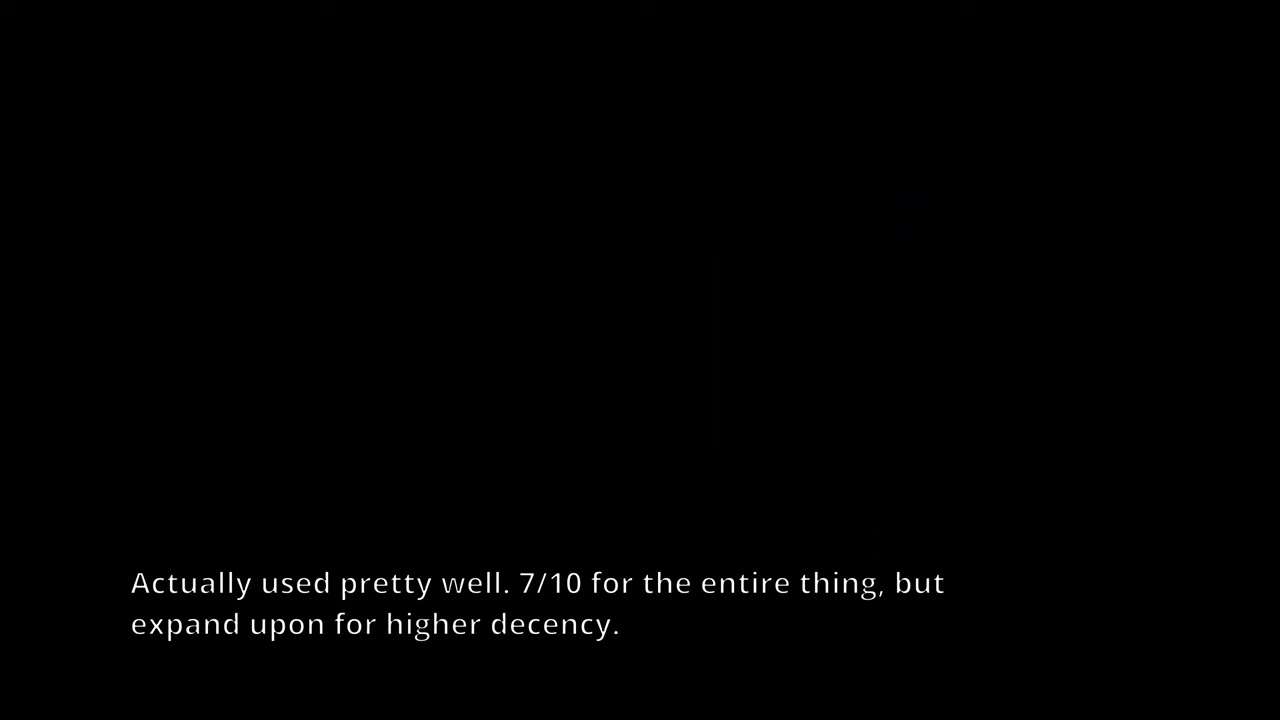 Actually used pretty well. 7/10 for the entire thing, but
expand upon for higher decency.